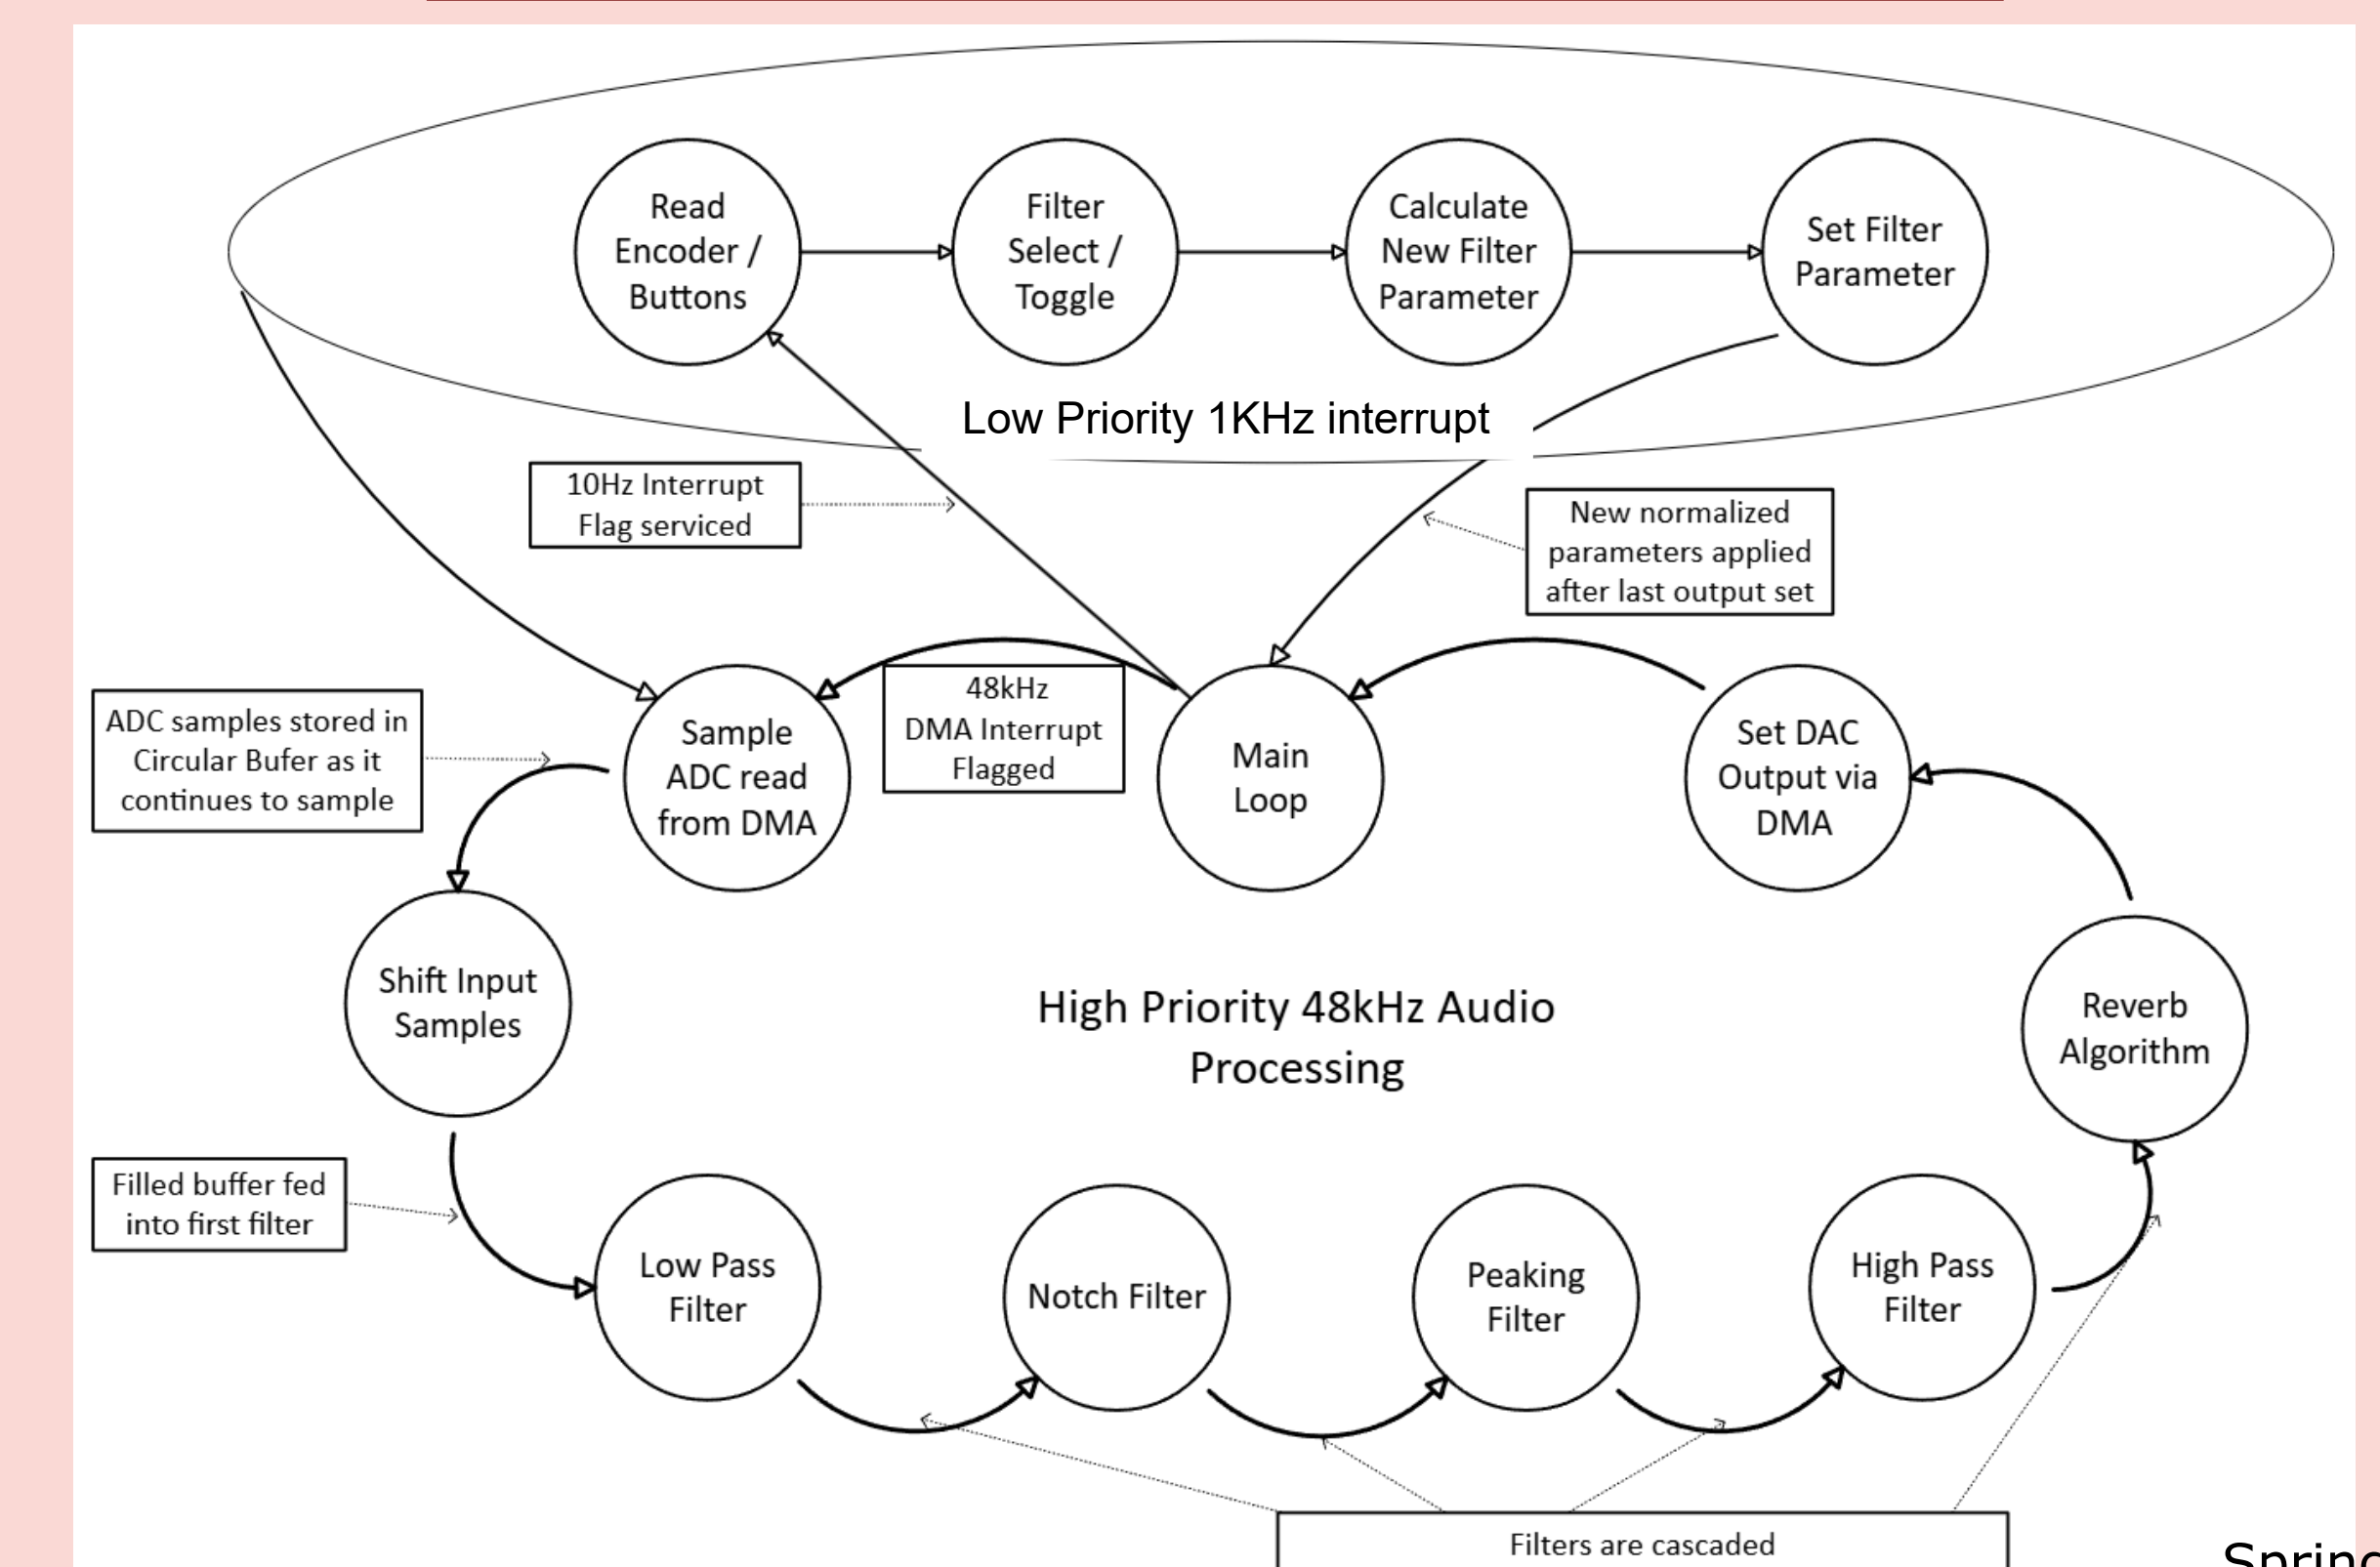 Read
Encoder /
Buttons
Filter
Select /
Toggle
Calculate
New Filter
Parameter
Set Filter
Parameter
Low Priority 1KHz interrupt
10Hz Interrupt
Flag serviced
New normalized
parameters applied
after last output set
ADC samples stored in
Circular Bufer as it
continues to sample
Sample
ADC read
from DMA
48kHz
DMA Interrupt
Flagged
Main
Loop
Set DAC
Output via
DMA
Shift Input
Samples
High Priority 48kHz Audio
Processing
Reverb
Algorithm
Filled buffer fed
into first filter
Low Pass
Filter
Notch Filter
Peaking
Filter
High Pass
Filter
Filters are cascaded